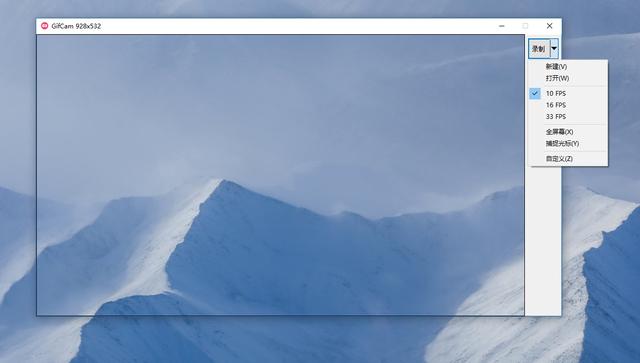 GifCam 928x532
录制
新建(V)
打开(W)
10 FPS
16 FPS
33 FPS
全屏幕(X)
捕捉光标(Y)
自定义(Z)